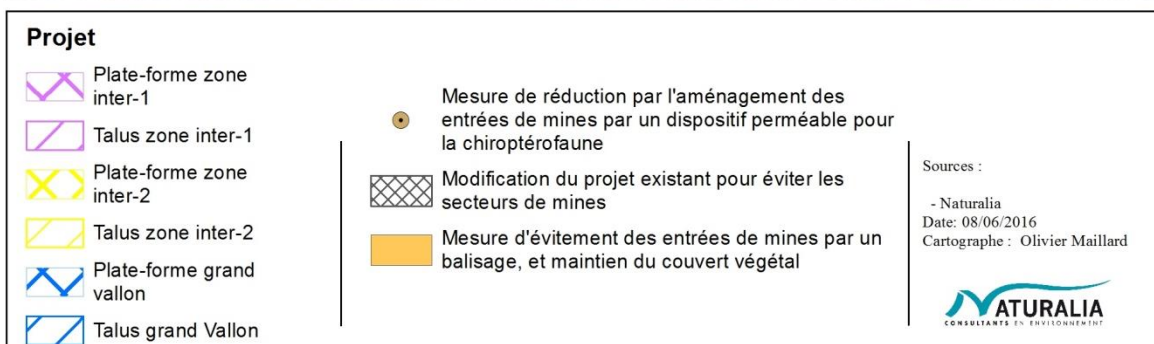 Projet
Plate-forme zone
inter-1
Talus zone inter-1
Plate-forme zone
inter-2
Talus zone inter-2
Plate-forme grand
vallon
Talus grand Vallon
Mesure de réduction par l'aménagement des
entrées de mines par un dispositif perméable pour
la chiroptérofaune
Modification du projet existant pour éviter les
secteurs de mines
Mesure d'évitement des entrées de mines par un
balisage, et maintien du couvert végétal
Sources :
- Naturalia
Date: 08/06/2016
Cartographe : Olivier Maillard
NATURALIA
CONSULTANTS EN ENVIRONNEMENT